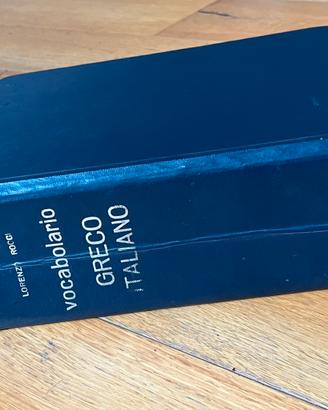 LORENZO ROCCI
vocabolario
GRECO
ITALIANO